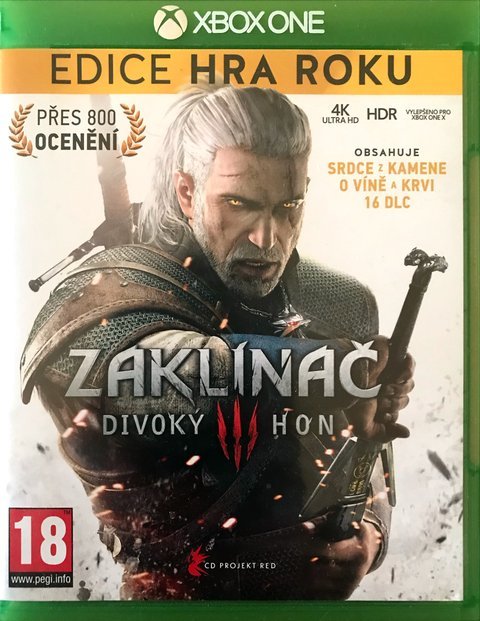 XBOX ONE
EDICE HRA ROKU
PŘES 800
OCENĚNÍ
4K
ULTRA HD
HDR
VYLEPŠENO PRO
XBOX ONE X
OBSAHUJE
SRDCE Z KAMENE
O VÍNĚ A KRVI
16 DLC
ZAKLÍNAČ
DIVOKÝ III HON
18
www.pegi.info
CD PROJEKT RED